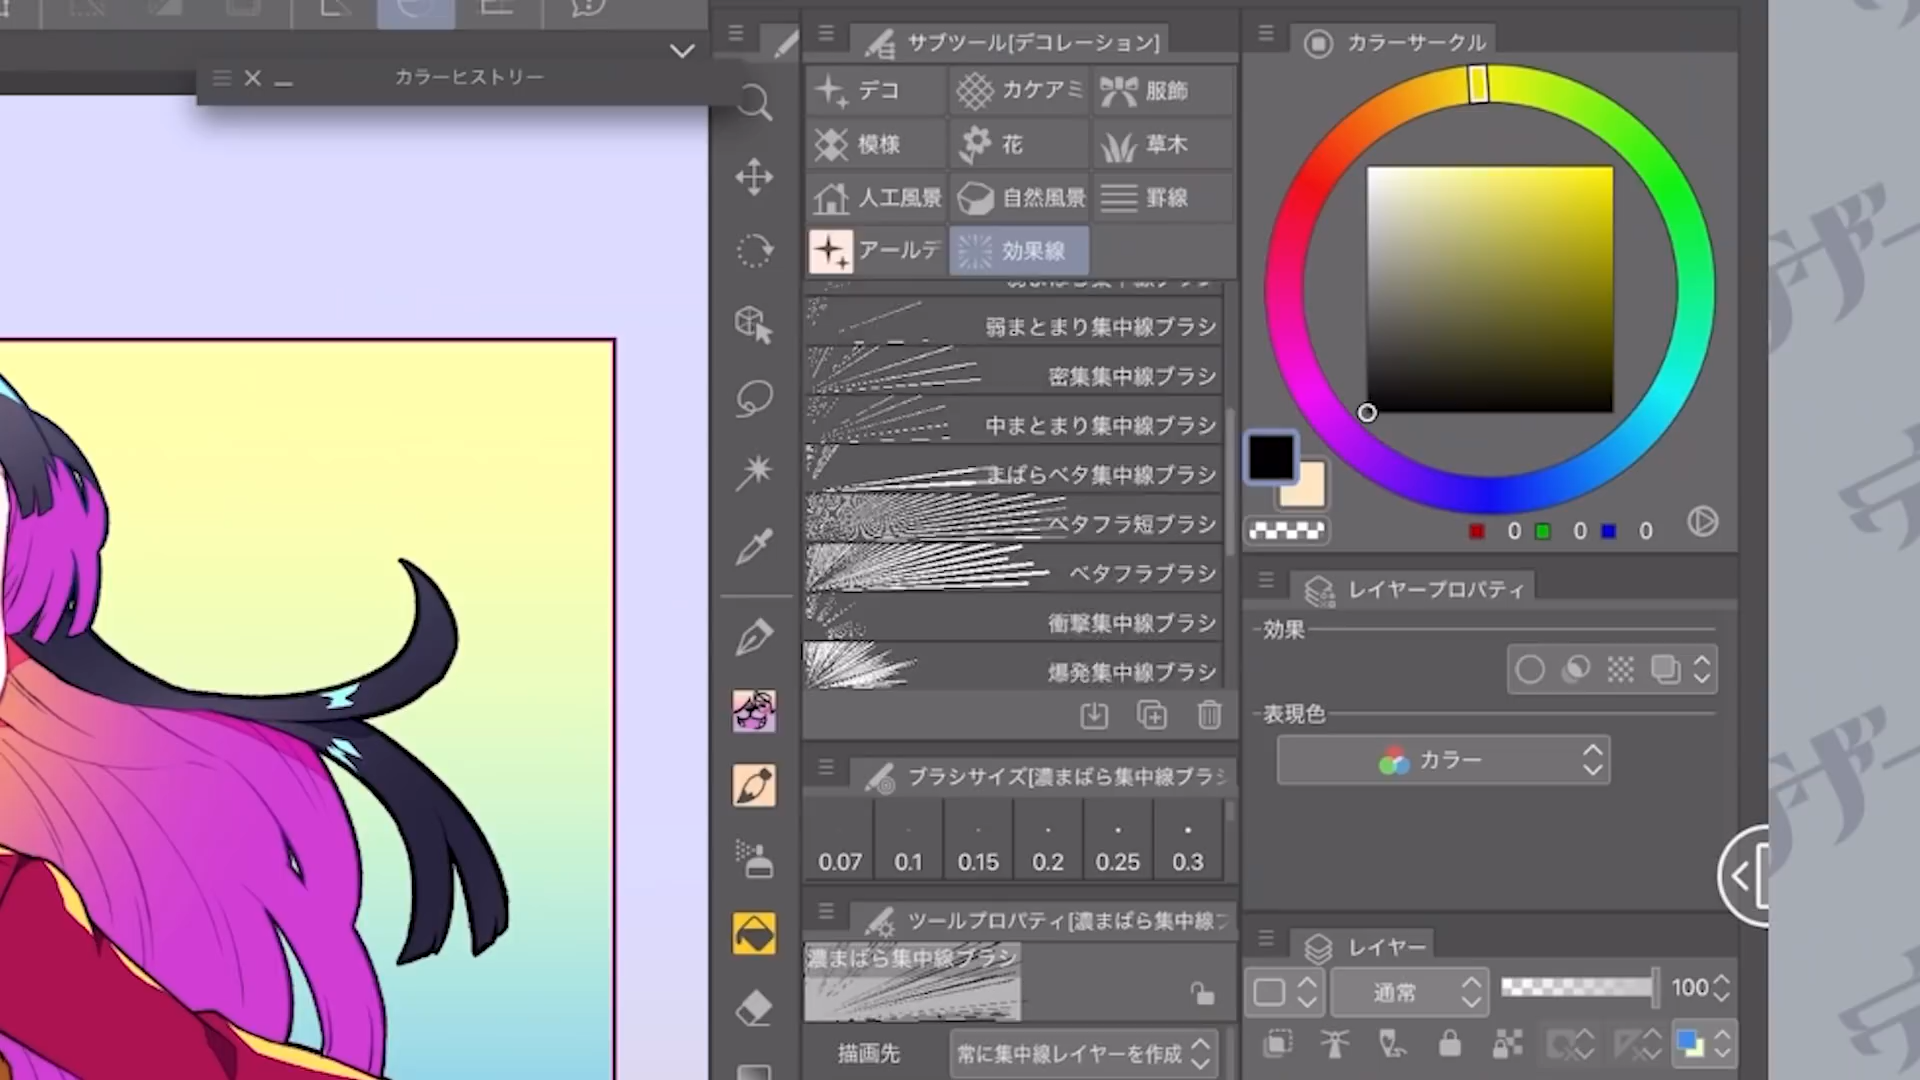 カラーヒストリー
サブツール[デコレーション]
デコ
カケアミ
服飾
模様
花
草木
人工風景
自然風景
罫線
アールデ
効果線
弱まとまり集中線ブラシ
密集集中線ブラシ
中まとまり集中線ブラシ
まばらベタ集中線ブラシ
ベタフラ短ブラシ
ベタフラブラシ
衝撃集中線ブラシ
爆発集中線ブラシ
ブラシサイズ[濃まばら集中線ブラシ
0.07 0.1 0.15 0.2 0.25 0.3
ツールプロパティ[濃まばら集中線ブ
濃まばら集中線ブラシ
描画先
常に集中線レイヤーを作成
カラーサークル
0 0 0
レイヤープロパティ
効果
表現色
カラー
レイヤー
通常
100